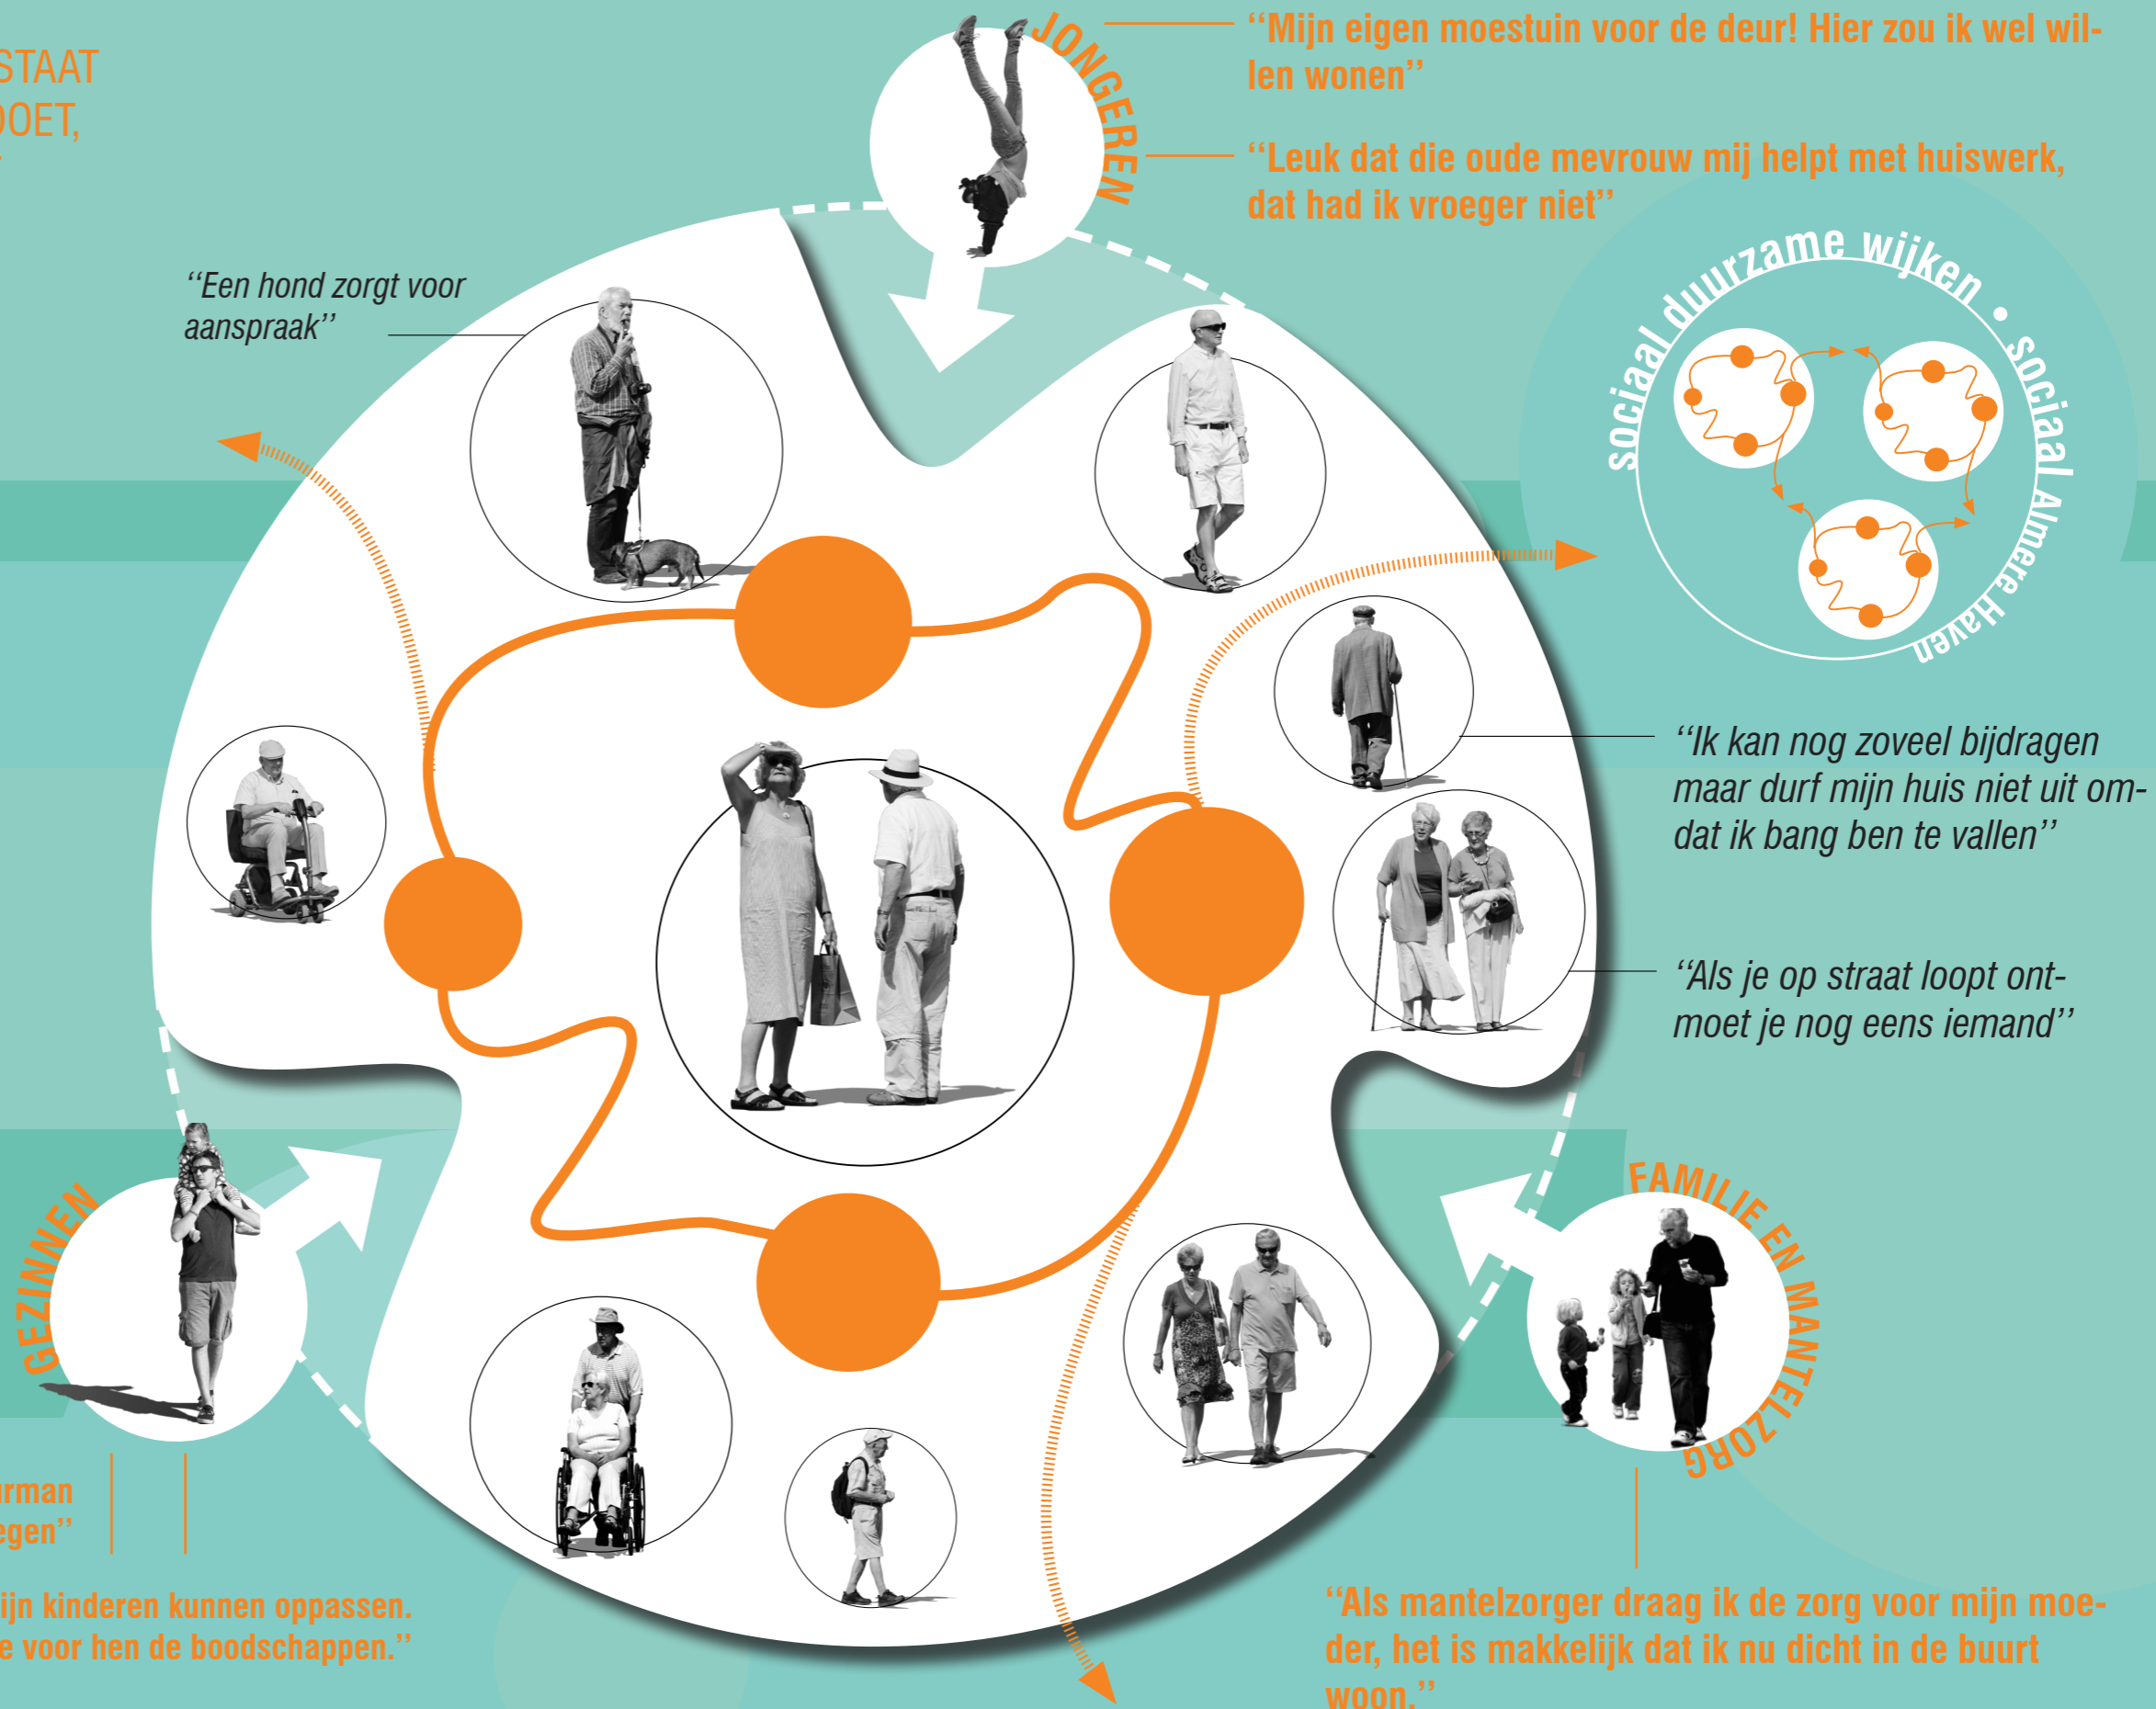 STAAT
DOET,
JONGEREN
‘‘Mijn eigen moestuin voor de deur! Hier zou ik wel wil-
len wonen’’
‘‘Leuk dat die oude mevrouw mij helpt met huiswerk,
dat had ik vroeger niet’’
‘‘Een hond zorgt voor
aanspraak’’
sociaal duurzame wijken • sociaal Almere Haven
‘‘Ik kan nog zoveel bijdragen
maar durf mijn huis niet uit om-
dat ik bang ben te vallen’’
‘‘Als je op straat loopt ont-
moet je nog eens iemand’’
GEZINNEN
FAMILIE EN MANTELZORG
urman
egen’’
ijn kinderen kunnen oppassen.
e voor hen de boodschappen.’’
‘‘Als mantelzorger draag ik de zorg voor mijn moe-
der, het is makkelijk dat ik nu dicht in de buurt
woon.’’